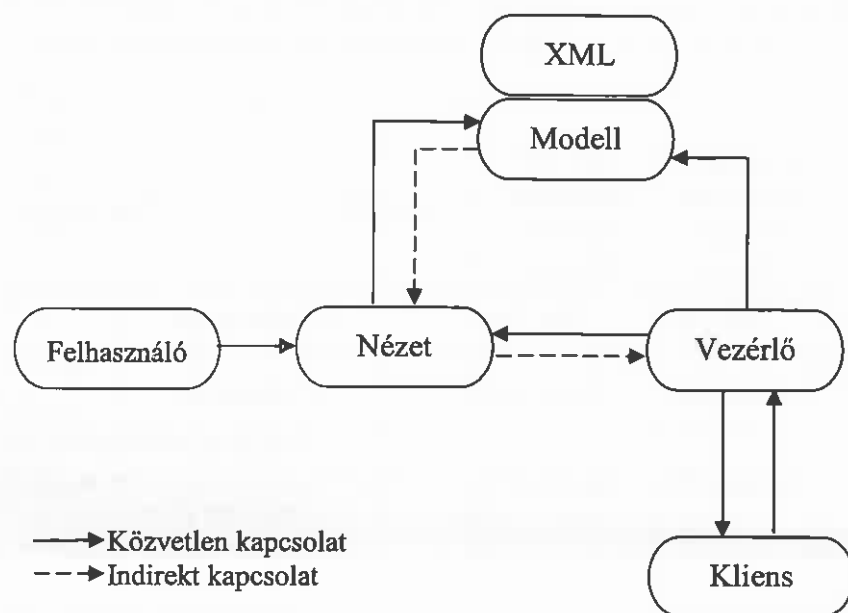 XML
Modell
Felhasználó
Nézet
Vezérlő
Közvetlen kapcsolat
Indirekt kapcsolat
Kliens